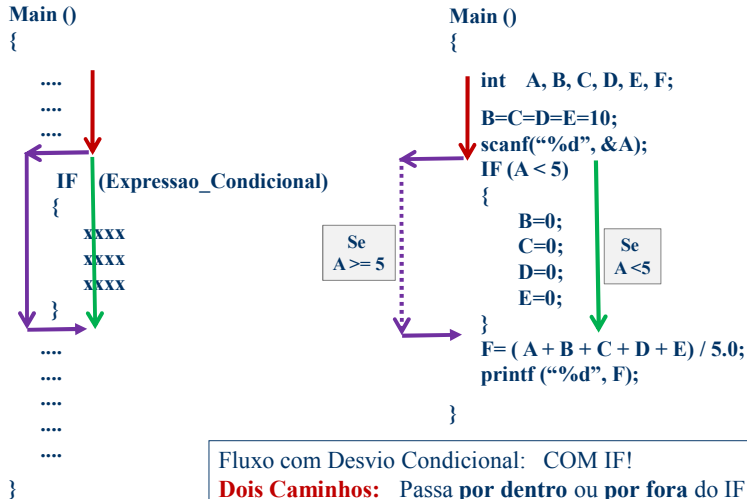 Main ()
{
....
....
....
IF (Expressao_Condicional)
{
xxxx
xxxx
xxxx
}
....
....
....
....
....
}
Main ()
{
int A, B, C, D, E, F;
B=C=D=E=10;
scanf(“%d”, &A);
IF (A < 5)
{
B=0;
C=0;
D=0;
E=0;
}
F= ( A + B + C + D + E) / 5.0;
printf (“%d”, F);
}
Se
A >= 5
Se
A <5
Fluxo com Desvio Condicional: COM IF!
Dois Caminhos: Passa por dentro ou por fora do IF